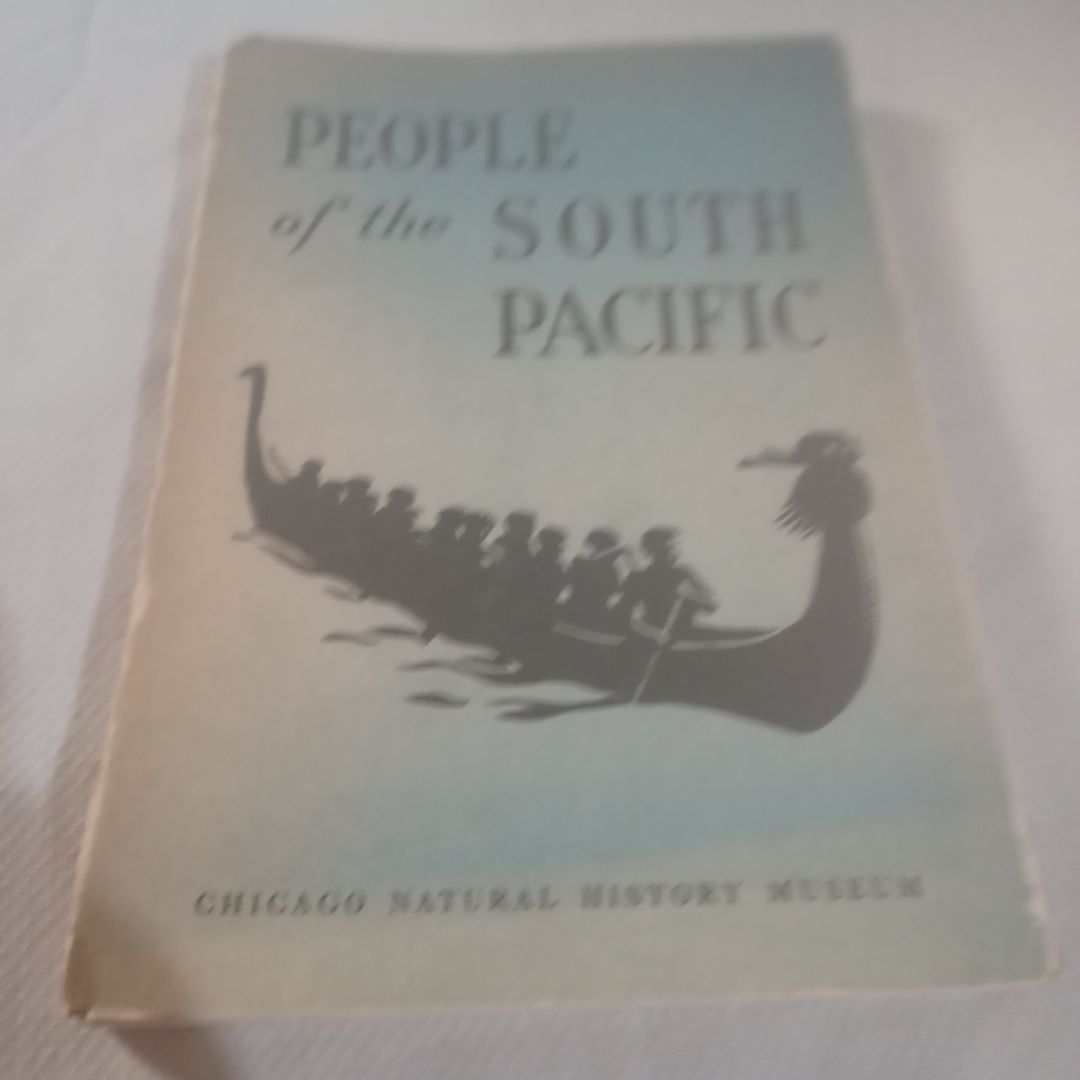 PEOPLE
of the SOUTH
PACIFIC
CHICAGO NATURAL HISTORY MUSEUM